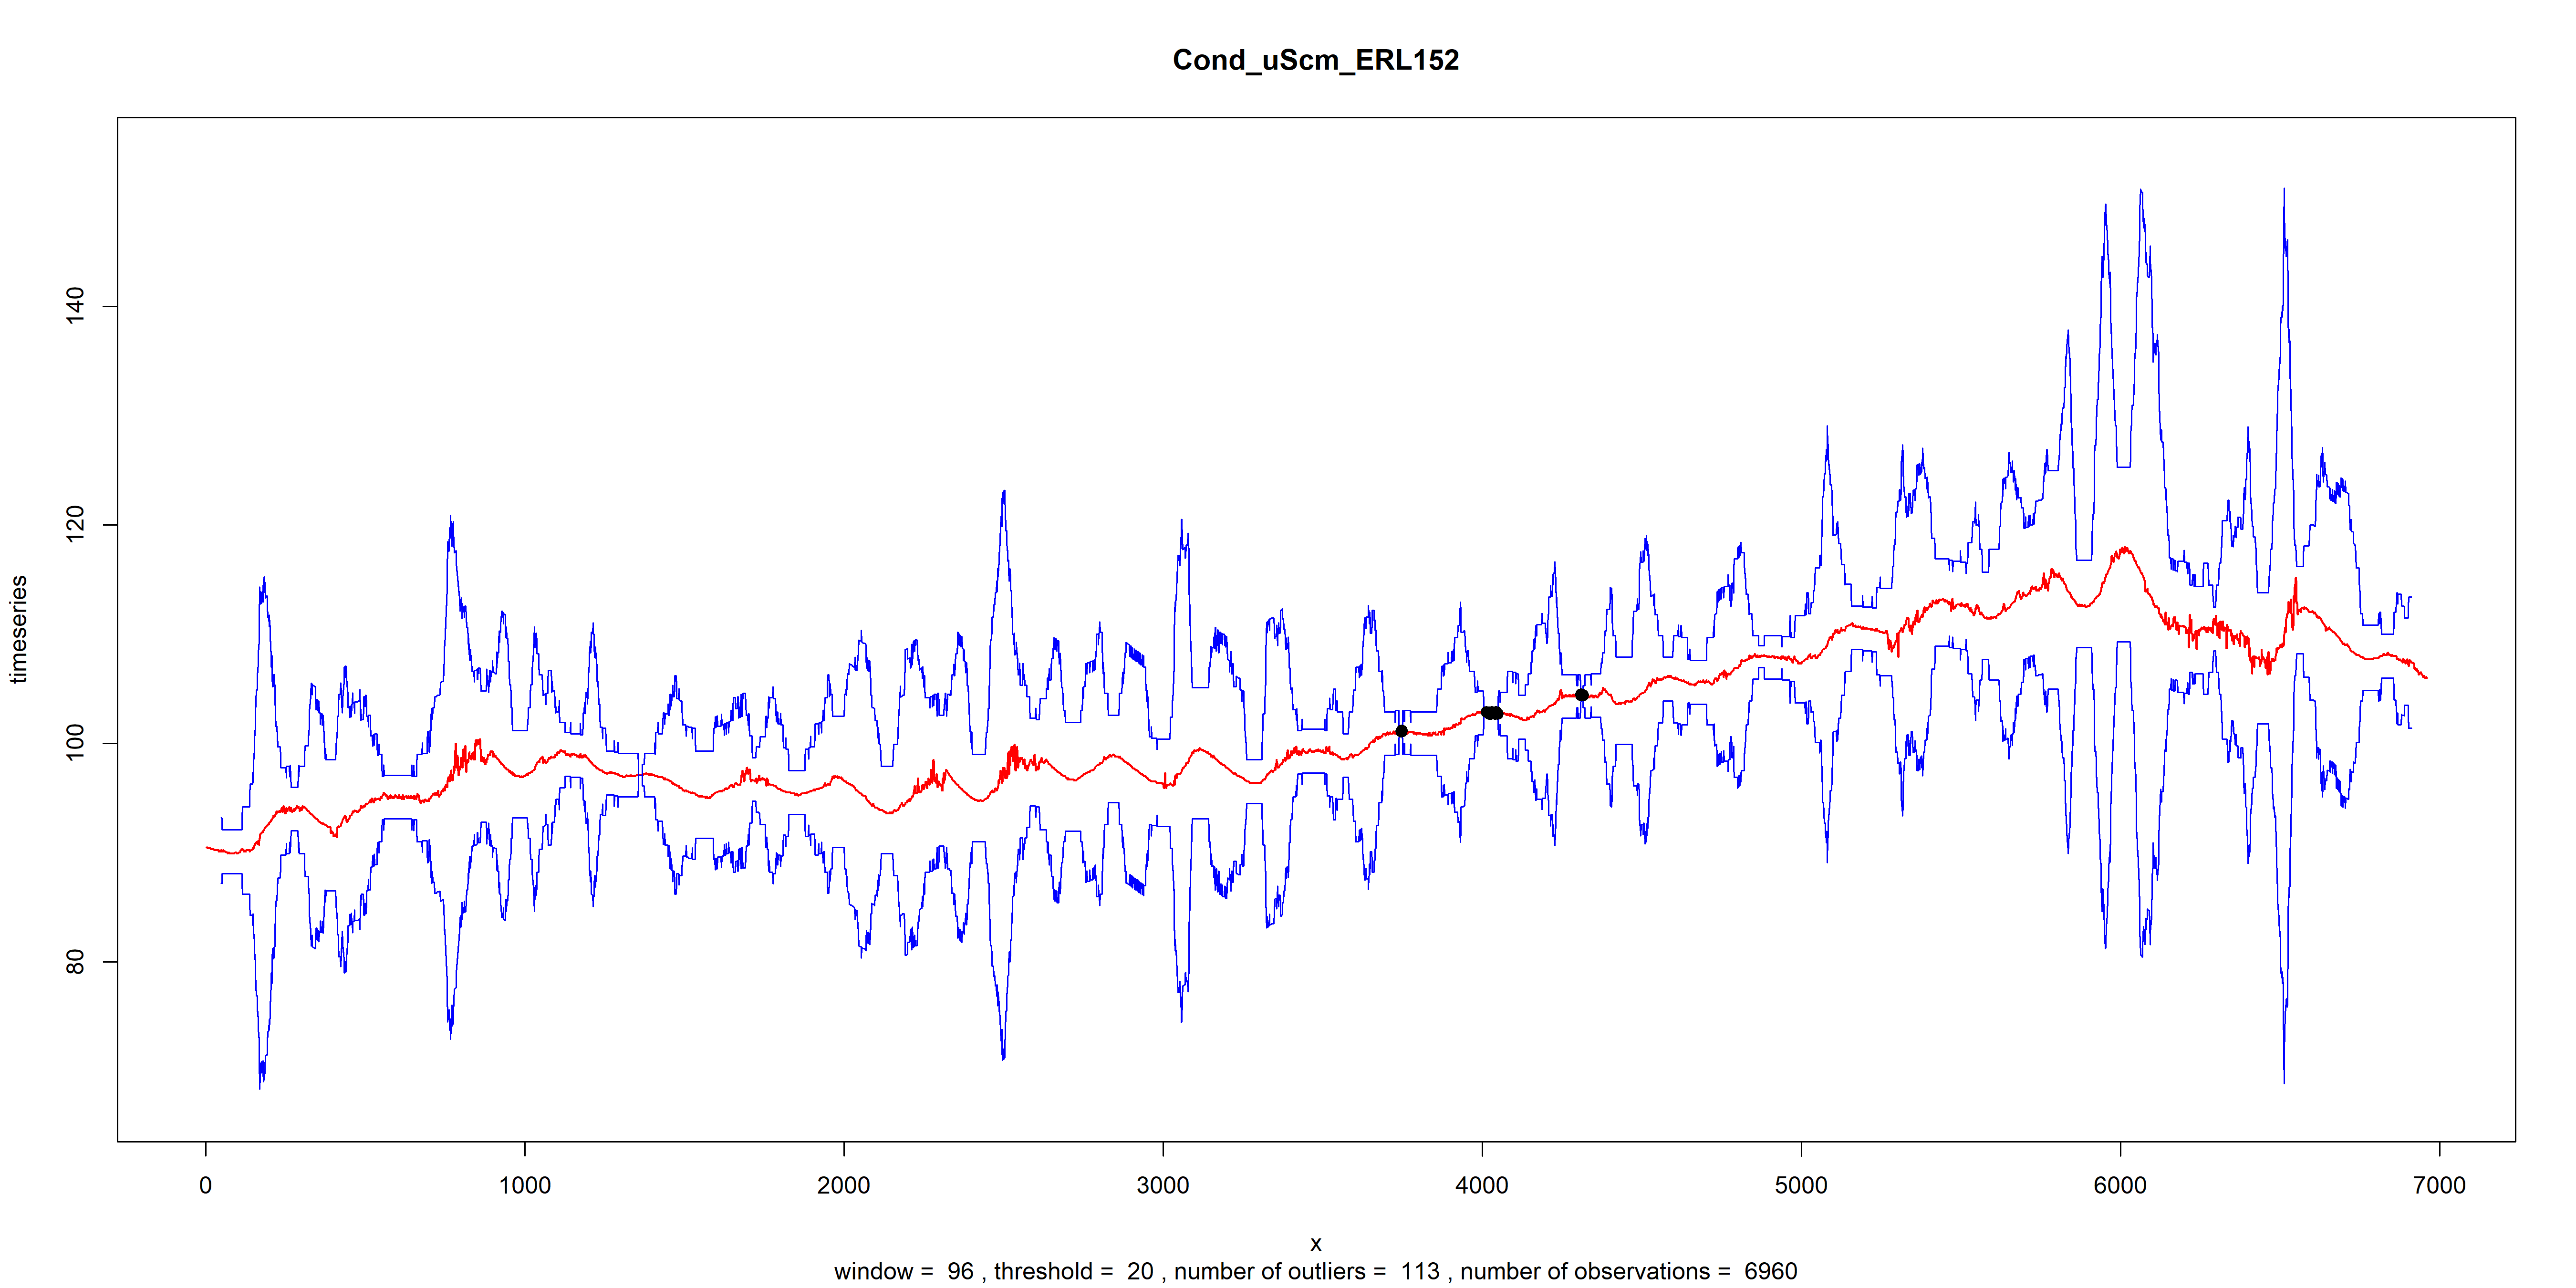 Cond_uScm_ERL152
timeseries
140
120
100
80
0 1000 2000 3000 4000 5000 6000 7000
x
window =  96 , threshold =  20 , number of outliers =  113 , number of observations =  6960